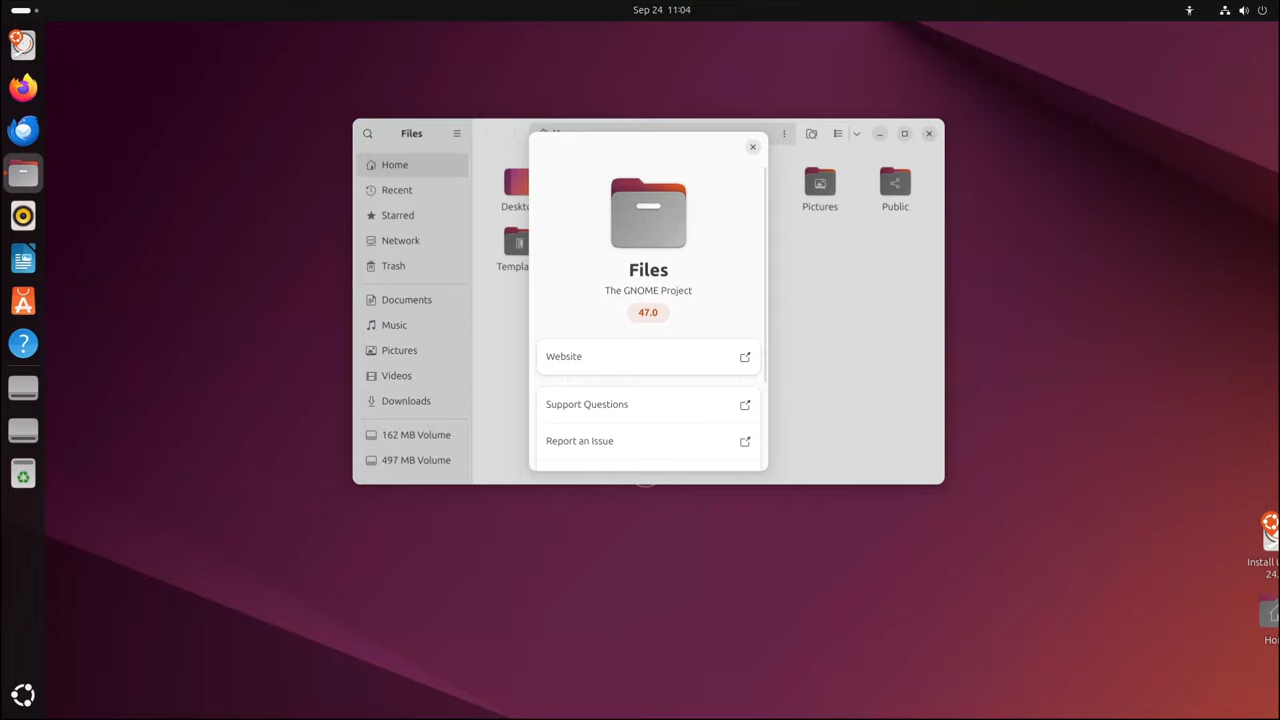 Sep 24 11:04
Files
Home
Recent
Starred
Network
Trash
Documents
Music
Pictures
Videos
Downloads
162 MB Volume
497 MB Volume
Deskto
Templa
Pictures
Public
Files
The GNOME Project
47.0
Website
Support Questions
Report an Issue
Install
24.
Ho